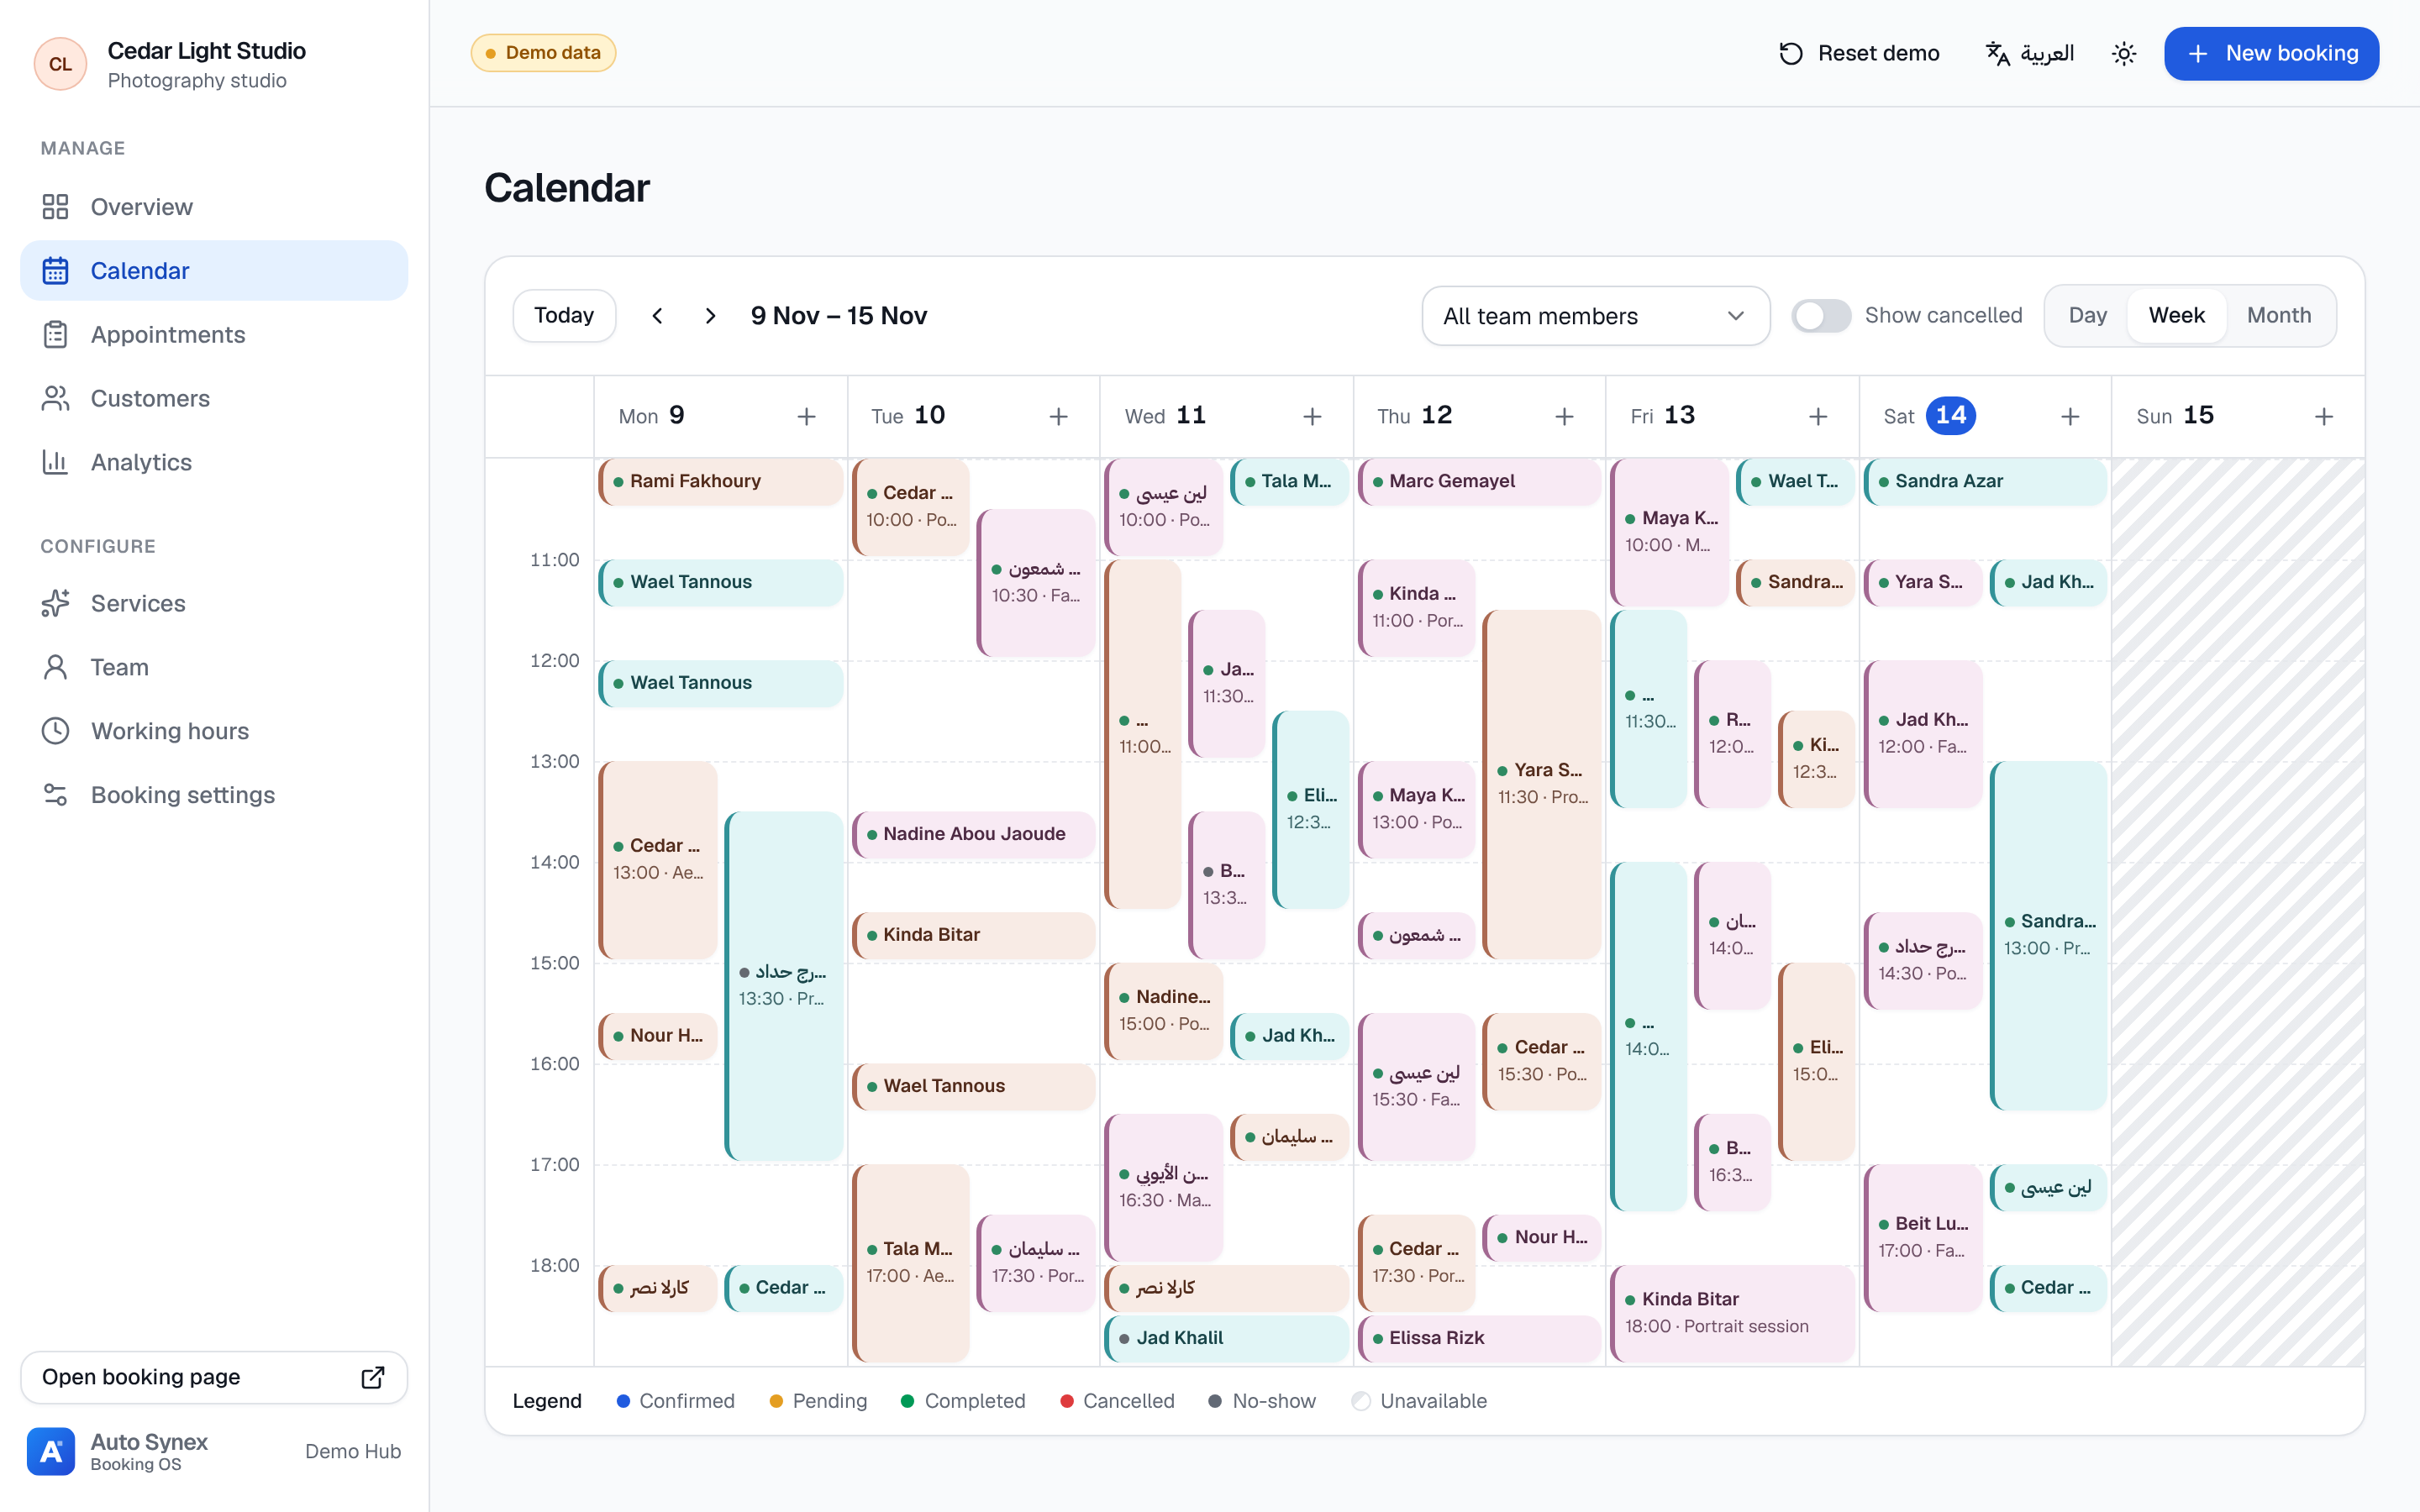 CL
Cedar Light Studio
Photography studio
MANAGE
Overview
Calendar
Appointments
Customers
Analytics
CONFIGURE
Services
Team
Working hours
Booking settings
Open booking page
A
Auto Synex
Booking OS
Demo Hub
Demo data
Reset demo
العربية
New booking
Calendar
Today
9 Nov – 15 Nov
All team members
Show cancelled
Day
Week
Month
Mon 9
Tue 10
Wed 11
Thu 12
Fri 13
Sat 14
Sun 15
11:00
12:00
13:00
14:00
15:00
16:00
17:00
18:00
Rami Fakhoury
Wael Tannous
Wael Tannous
Cedar ...
13:00 · Ae...
رج حداد...
13:30 · Pr...
Nour H...
كارلا نصر
Cedar ...
Cedar ...
10:00 · Po...
شمعون ...
10:30 · Fa...
Nadine Abou Jaoude
Kinda Bitar
Wael Tannous
Tala M...
17:00 · Ae...
سليمان ...
17:30 · Por...
لين عيسى
10:00 · Po...
Tala M...
...
11:00...
Ja...
11:30...
Eli...
12:3...
B...
13:3...
Nadine...
15:00 · Po...
Jad Kh...
ن الأيوبي...
16:30 · Ma...
سليمان ...
كارلا نصر
Jad Khalil
Marc Gemayel
Kinda ...
11:00 · Por...
Yara S...
11:30 · Pro...
Maya K...
13:00 · Po...
شمعون ...
لين عيسى
15:30 · Fa...
Cedar ...
15:30 · Po...
Cedar ...
17:30 · Por...
Nour H...
Elissa Rizk
Maya K...
10:00 · M...
Wael T...
Sandra...
...
11:30...
R...
12:0...
Ki...
12:3...
...
14:0...
ان...
14:0...
Eli...
15:0...
B...
16:3...
Kinda Bitar
18:00 · Portrait session
Sandra Azar
Yara S...
Jad Kh...
Jad Kh...
12:00 · Fa...
Sandra...
13:00 · Pr...
رج حداد...
14:30 · Po...
Beit Lu...
17:00 · Fa...
لين عيسى
Cedar ...
Legend
Confirmed
Pending
Completed
Cancelled
No-show
Unavailable